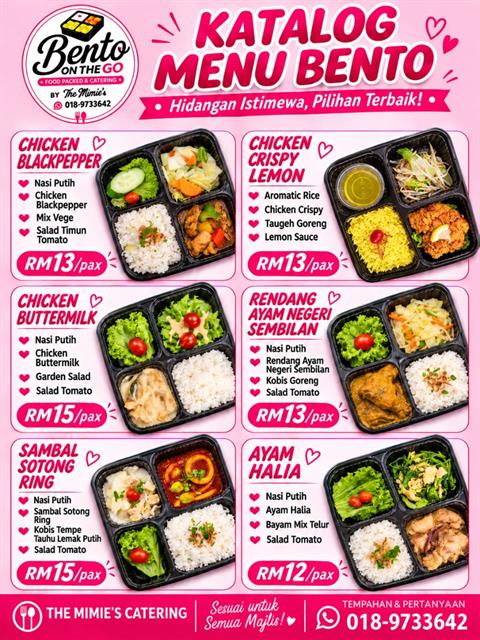 Bento
ON THE GO
• FOOD PACKED & CATERING •
BY The Mimie's
018-9733642
KATALOG
MENU BENTO
• Hidangan Istimewa, Pilihan Terbaik! •
CHICKEN
BLACKPEPPER
Nasi Putih
Chicken
Blackpepper
Mix Vege
Salad Timun
Tomato
RM13/pax
CHICKEN
CRISPY
LEMON
Aromatic Rice
Chicken Crispy
Taugeh Goreng
Lemon Sauce
RM13/pax
CHICKEN
BUTTERMILK
Nasi Putih
Chicken
Buttermilk
Garden Salad
Salad Tomato
RM15/pax
RENDANG
AYAM NEGERI
SEMBILAN
Nasi Putih
Rendang Ayam
Negeri Sembilan
Kobis Goreng
Salad Tomato
RM13/pax
SAMBAL
SOTONG
RING
Nasi Putih
Sambal Sotong
Ring
Kobis Tempe
Tauhu Lemak Putih
Salad Tomato
RM15/pax
AYAM
HALIA
Nasi Putih
Ayam Halia
Bayam Mix Telur
Salad Tomato
RM12/pax
THE MIMIE'S CATERING
Sesuai untuk
Semua Majlis!
TEMPAHAN & PERTANYAAN
018-9733642